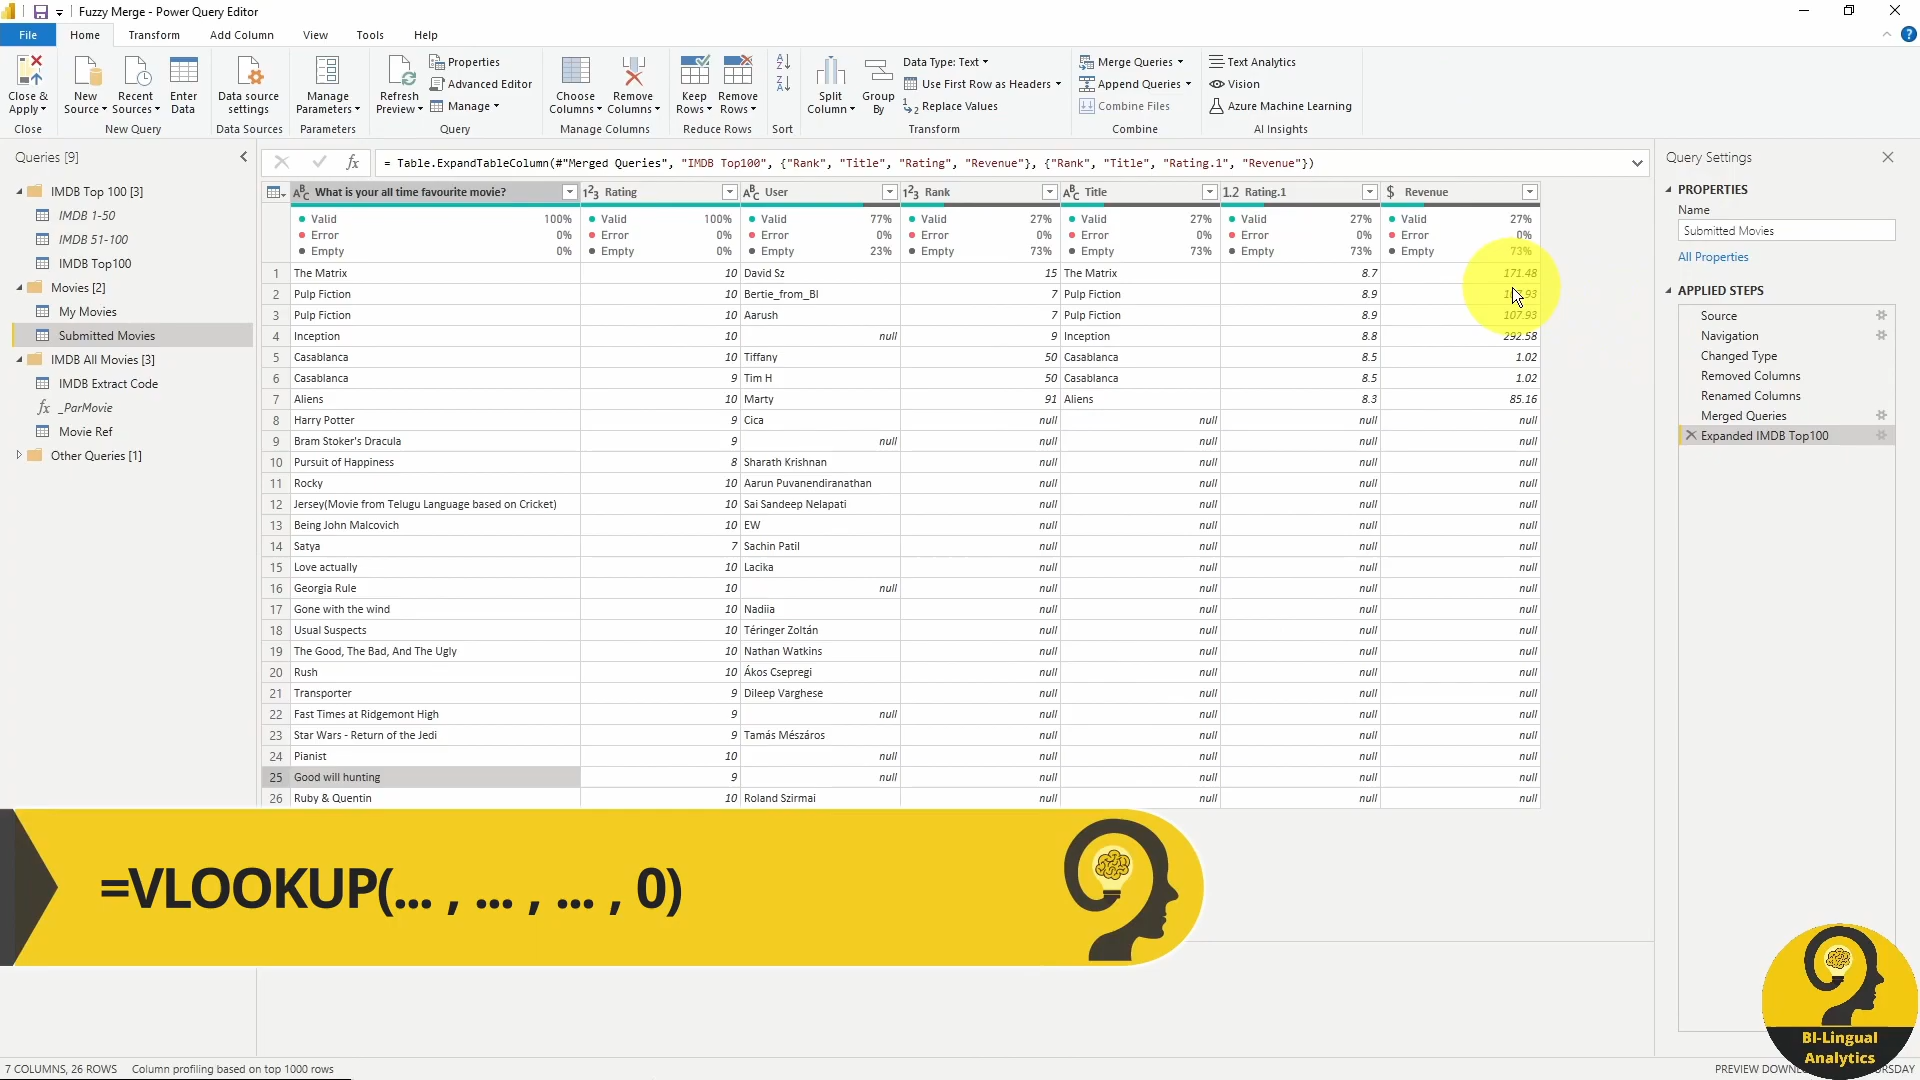 Fuzzy Merge - Power Query Editor
File Home Transform Add Column View Tools Help
Close & Apply
Close
New Source
Recent Sources
Enter Data
New Query
Data source settings
Data Sources
Manage Parameters
Parameters
Refresh Preview
Properties
Advanced Editor
Manage
Query
Choose Columns
Remove Columns
Manage Columns
Keep Rows
Remove Rows
Reduce Rows
Sort
Split Column
Group By
Data Type: Text
Use First Row as Headers
Replace Values
Transform
Merge Queries
Append Queries
Combine Files
Combine
Text Analytics
Vision
Azure Machine Learning
AI Insights
Queries [9]
IMDB Top 100 [3]
IMDB 1-50
IMDB 51-100
IMDB Top100
Movies [2]
My Movies
Submitted Movies
IMDB All Movies [3]
IMDB Extract Code
fx _ParMovie
Movie Ref
Other Queries [1]
fx = Table.ExpandTableColumn(#"Merged Queries", "IMDB Top100", {"Rank", "Title", "Rating", "Revenue"}, {"Rank", "Title", "Rating.1", "Revenue"})
ABC What is your all time favourite movie? 123 Rating ABC User 123 Rank ABC Title 1.2 Rating.1 $ Revenue
Valid 100% Valid 100% Valid 77% Valid 27% Valid 27% Valid 27% Valid 27%
Error 0% Error 0% Error 0% Error 0% Error 0% Error 0% Error 0%
Empty 0% Empty 0% Empty 23% Empty 73% Empty 73% Empty 73% Empty 73%
1 The Matrix 10 David Sz 15 The Matrix 8.7 171.48
2 Pulp Fiction 10 Bertie_from_BI 7 Pulp Fiction 8.9
3 Pulp Fiction 10 Aarush 7 Pulp Fiction 8.9 107.93
4 Inception 10 null 9 Inception 8.8 292.58
5 Casablanca 10 Tiffany 50 Casablanca 8.5 1.02
6 Casablanca 9 Tim H 50 Casablanca 8.5 1.02
7 Aliens 10 Marty 91 Aliens 8.3 85.16
8 Harry Potter 9 Cica null null null null
9 Bram Stoker's Dracula 9 null null null null null
10 Pursuit of Happiness 8 Sharath Krishnan null null null null
11 Rocky 10 Aarun Puvanendiranathan null null null null
12 Jersey(Movie from Telugu Language based on Cricket) 10 Sai Sandeep Nelapati null null null null
13 Being John Malcovich 10 EW null null null null
14 Satya 7 Sachin Patil null null null null
15 Love actually 10 Lacika null null null null
16 Georgia Rule 10 null null null null null
17 Gone with the wind 10 Nadiia null null null null
18 Usual Suspects 10 Téringer Zoltán null null null null
19 The Good, The Bad, And The Ugly 10 Nathan Watkins null null null null
20 Rush 10 Ákos Csepregi null null null null
21 Transporter 9 Dileep Varghese null null null null
22 Fast Times at Ridgemont High 9 null null null null null
23 Star Wars - Return of the Jedi 9 Tamás Mészáros null null null null
24 Pianist 10 null null null null null
25 Good will hunting 9 null null null null null
26 Ruby & Quentin 10 Roland Szirmai null null null null
Query Settings
PROPERTIES
Name
Submitted Movies
All Properties
APPLIED STEPS
Source
Navigation
Changed Type
Removed Columns
Renamed Columns
Merged Queries
Expanded IMDB Top100
=VLOOKUP(... , ... , ... , 0)
BI-Lingual
Analytics
7 COLUMNS, 26 ROWS Column profiling based on top 1000 rows
PREVIEW